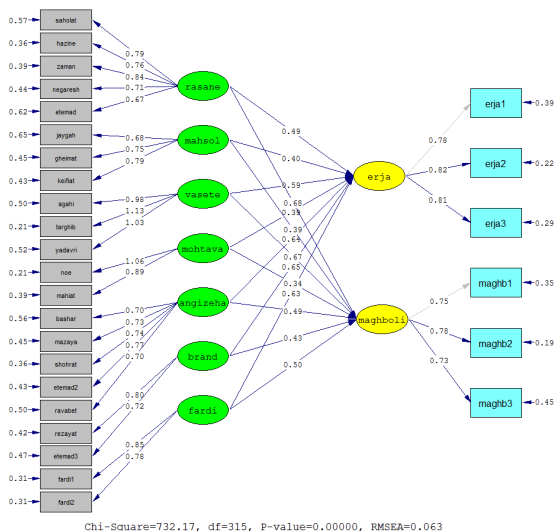 0.57 saholat
0.36 hazine
0.39 zaman
0.44 negaresh
0.62 etemad
0.65 jaygah
0.45 gheimat
0.43 keifiat
0.50 agahi
0.21 targhib
0.52 yadavri
0.21 noe
0.39 mahiat
0.56 bashar
0.45 mazaya
0.36 shohrat
0.43 etemad2
0.50 ravabet
0.42 rezayat
0.47 etemad3
0.31 fardi1
0.31 fardi2
0.79
0.76
0.84
0.71
0.67
0.68
0.75
0.79
0.98
1.13
1.03
1.06
0.89
0.70
0.73
0.74
0.77
0.70
0.80
0.72
0.85
0.78
rasane
mahsol
vasete
mohtava
angizeha
brand
fardi
0.49
0.40
0.59
0.68
0.39
0.39
0.67
0.65
0.34
0.63
0.49
0.43
0.50
erja
maghboli
0.78
0.82
0.81
0.75
0.78
0.73
erja1 0.39
erja2 0.22
erja3 0.29
maghb1 0.35
maghb2 0.19
maghb3 0.45
Chi-Square=732.17, df=315, P-value=0.00000, RMSEA=0.063